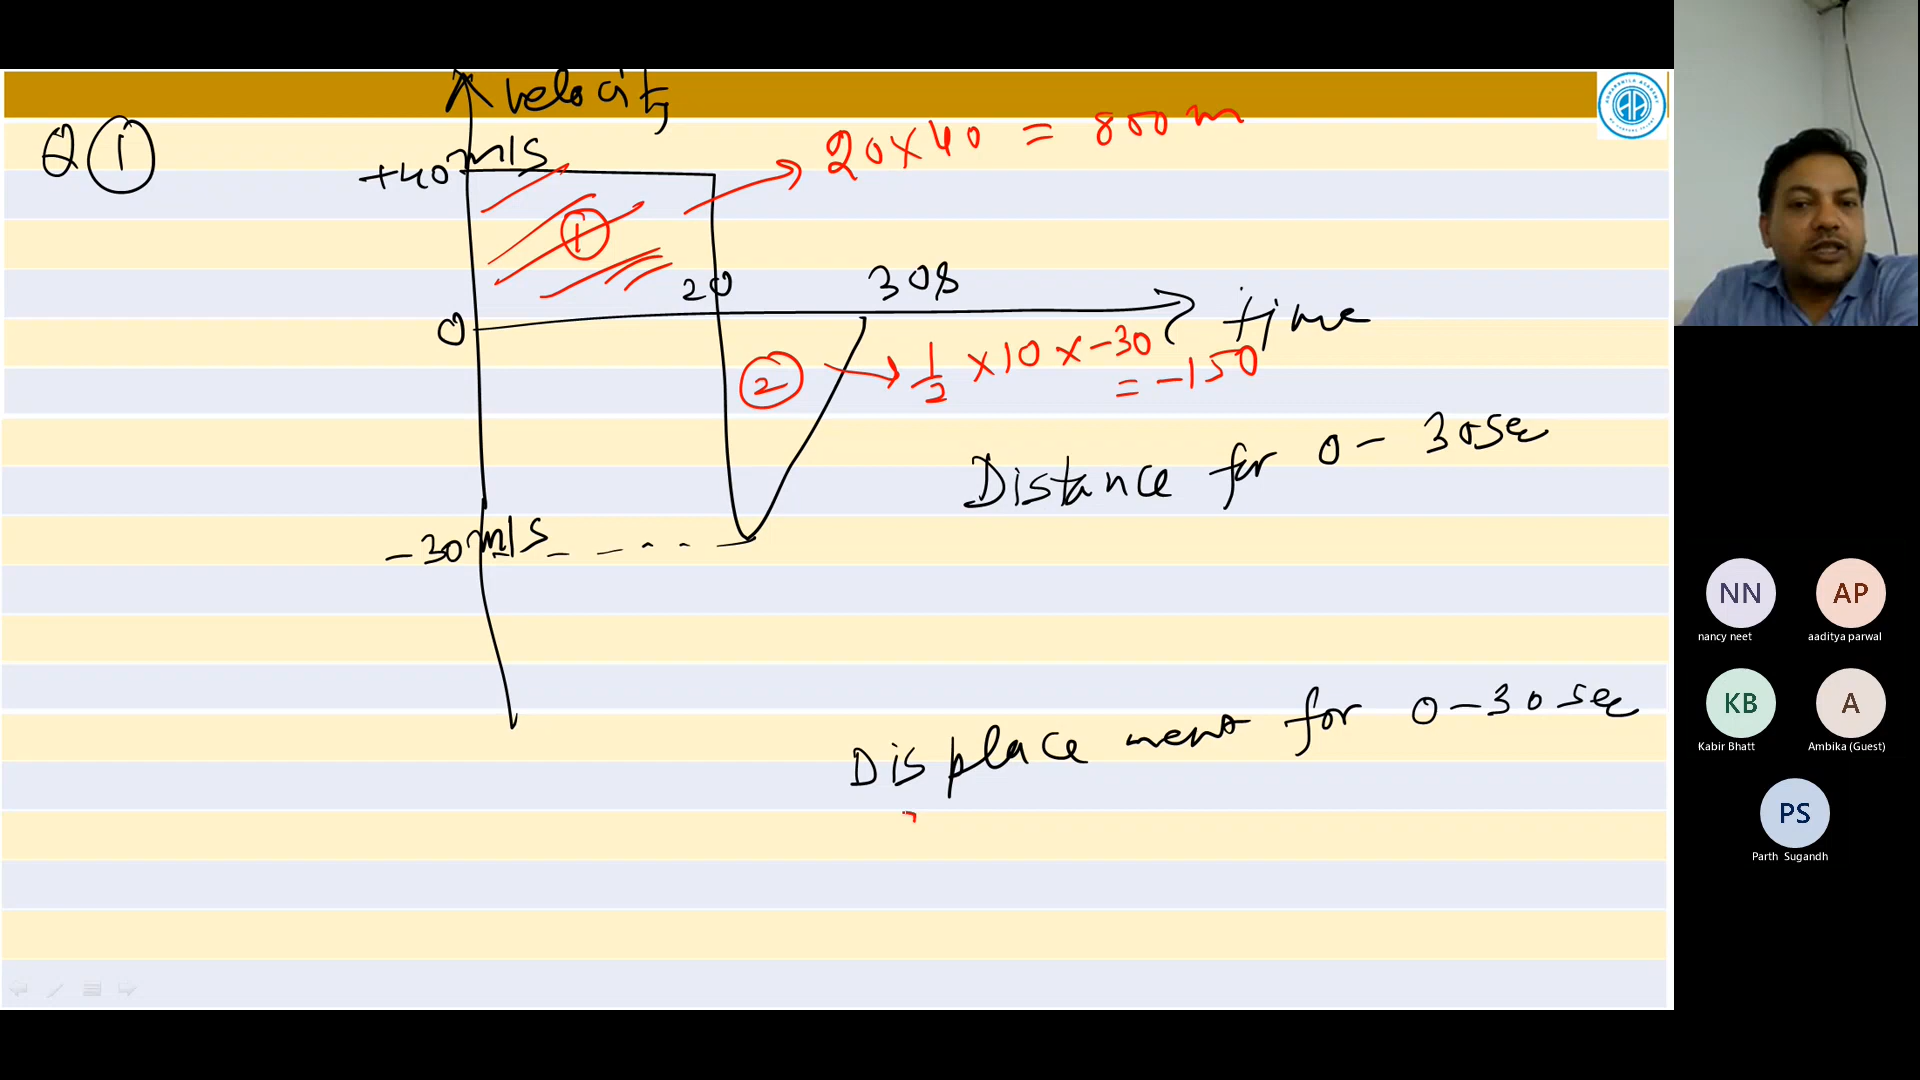 velocity
Q ①
+40 m/s
20 × 40 = 800 m
①
20
30s
0
time
② → 1/2 × 10 × -30
= -150
Distance for 0 - 30 sec
-30 m/s
Displacement for 0 - 30 sec
NN
nancy neet
AP
aaditya parwal
KB
Kabir Bhatt
A
Ambika (Guest)
PS
Parth Sugandh